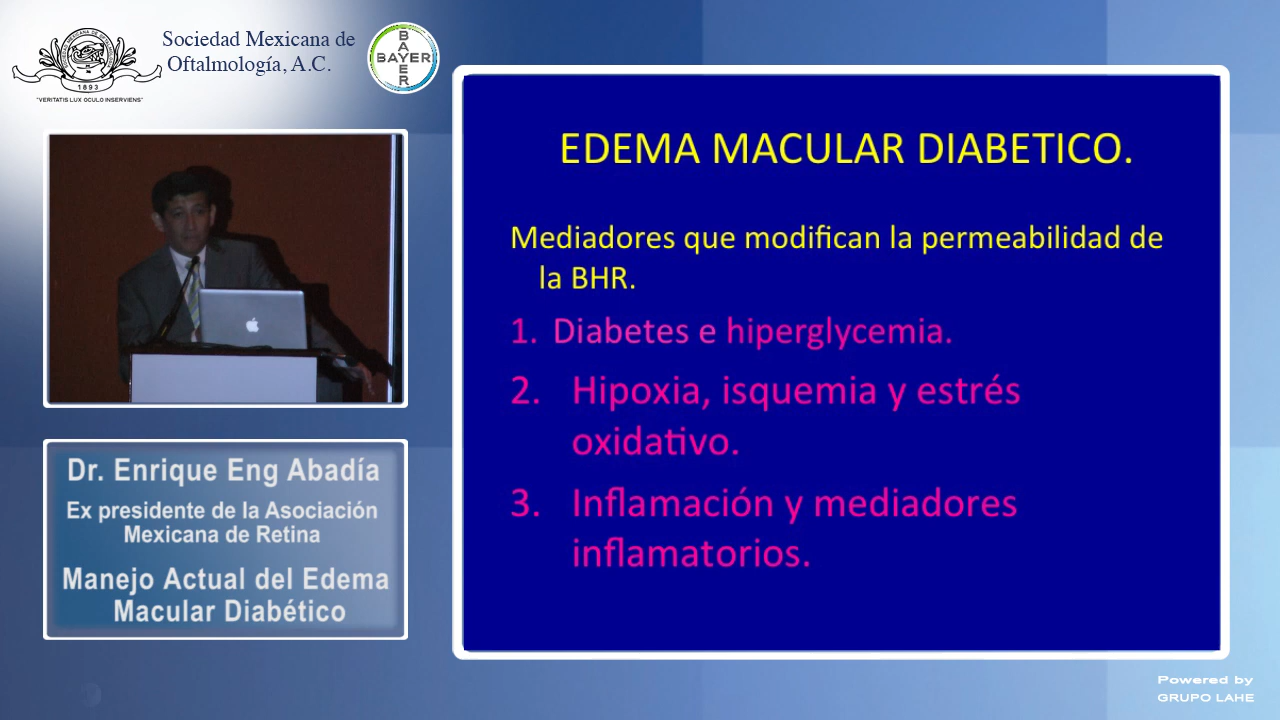 Sociedad Mexicana de
Oftalmología, A.C.
1893
"VERITATIS LUX OCULO INSERVIENS"
BAYER
BAYER
Dr. Enrique Eng Abadía
Ex presidente de la Asociación
Mexicana de Retina
Manejo Actual del Edema
Macular Diabético
EDEMA MACULAR DIABETICO.
Mediadores que modifican la permeabilidad de
la BHR.
1. Diabetes e hiperglycemia.
2. Hipoxia, isquemia y estrés
oxidativo.
3. Inflamación y mediadores
inflamatorios.
Powered by
GRUPO LAHE